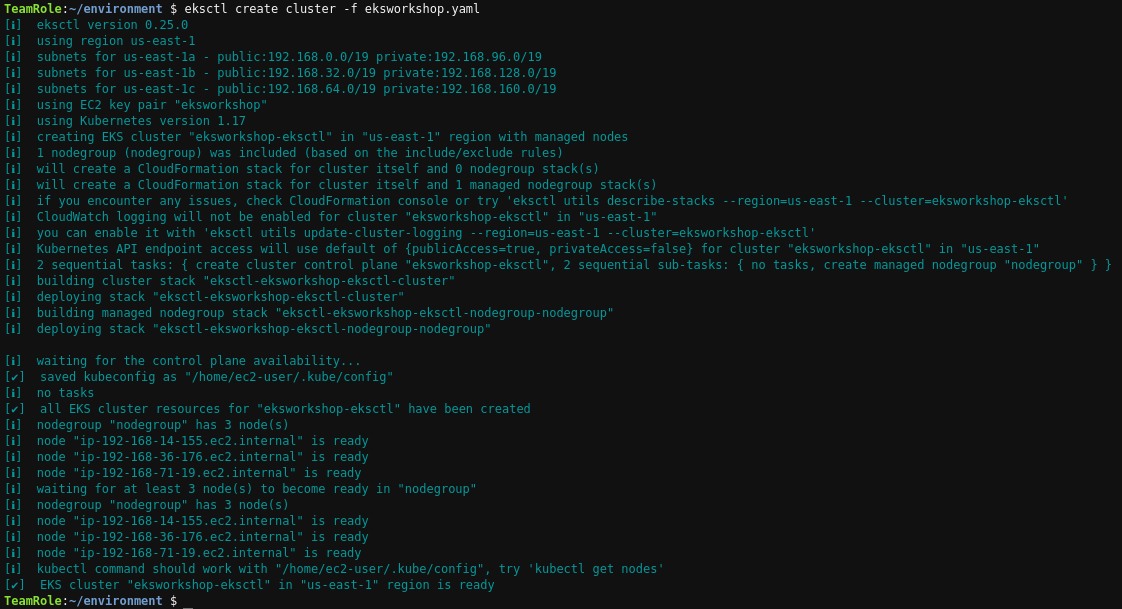 TeamRole:~/environment $ eksctl create cluster -f eksworkshop.yaml
[ℹ]  eksctl version 0.25.0
[ℹ]  using region us-east-1
[ℹ]  subnets for us-east-1a - public:192.168.0.0/19 private:192.168.96.0/19
[ℹ]  subnets for us-east-1b - public:192.168.32.0/19 private:192.168.128.0/19
[ℹ]  subnets for us-east-1c - public:192.168.64.0/19 private:192.168.160.0/19
[ℹ]  using EC2 key pair "eksworkshop"
[ℹ]  using Kubernetes version 1.17
[ℹ]  creating EKS cluster "eksworkshop-eksctl" in "us-east-1" region with managed nodes
[ℹ]  1 nodegroup (nodegroup) was included (based on the include/exclude rules)
[ℹ]  will create a CloudFormation stack for cluster itself and 0 nodegroup stack(s)
[ℹ]  will create a CloudFormation stack for cluster itself and 1 managed nodegroup stack(s)
[ℹ]  if you encounter any issues, check CloudFormation console or try 'eksctl utils describe-stacks --region=us-east-1 --cluster=eksworkshop-eksctl'
[ℹ]  CloudWatch logging will not be enabled for cluster "eksworkshop-eksctl" in "us-east-1"
[ℹ]  you can enable it with 'eksctl utils update-cluster-logging --region=us-east-1 --cluster=eksworkshop-eksctl'
[ℹ]  Kubernetes API endpoint access will use default of {publicAccess=true, privateAccess=false} for cluster "eksworkshop-eksctl" in "us-east-1"
[ℹ]  2 sequential tasks: { create cluster control plane "eksworkshop-eksctl", 2 sequential sub-tasks: { no tasks, create managed nodegroup "nodegroup" } }
[ℹ]  building cluster stack "eksctl-eksworkshop-eksctl-cluster"
[ℹ]  deploying stack "eksctl-eksworkshop-eksctl-cluster"
[ℹ]  building managed nodegroup stack "eksctl-eksworkshop-eksctl-nodegroup-nodegroup"
[ℹ]  deploying stack "eksctl-eksworkshop-eksctl-nodegroup-nodegroup"
[ℹ]  waiting for the control plane availability...
[✔]  saved kubeconfig as "/home/ec2-user/.kube/config"
[ℹ]  no tasks
[✔]  all EKS cluster resources for "eksworkshop-eksctl" have been created
[ℹ]  nodegroup "nodegroup" has 3 node(s)
[ℹ]  node "ip-192-168-14-155.ec2.internal" is ready
[ℹ]  node "ip-192-168-36-176.ec2.internal" is ready
[ℹ]  node "ip-192-168-71-19.ec2.internal" is ready
[ℹ]  waiting for at least 3 node(s) to become ready in "nodegroup"
[ℹ]  nodegroup "nodegroup" has 3 node(s)
[ℹ]  node "ip-192-168-14-155.ec2.internal" is ready
[ℹ]  node "ip-192-168-36-176.ec2.internal" is ready
[ℹ]  node "ip-192-168-71-19.ec2.internal" is ready
[ℹ]  kubectl command should work with "/home/ec2-user/.kube/config", try 'kubectl get nodes'
[✔]  EKS cluster "eksworkshop-eksctl" in "us-east-1" region is ready
TeamRole:~/environment $